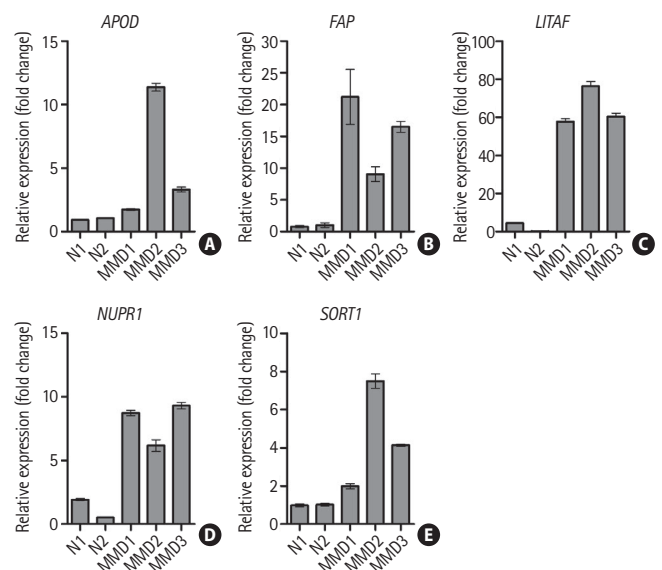 APOD
Relative expression (fold change)
15
10
5
0
N1 N2 MMD1 MMD2 MMD3
A
FAP
Relative expression (fold change)
30
25
20
15
10
5
0
N1 N2 MMD1 MMD2 MMD3
B
LITAF
Relative expression (fold change)
100
80
60
40
20
0
N1 N2 MMD1 MMD2 MMD3
C
NUPR1
Relative expression (fold change)
15
10
5
0
N1 N2 MMD1 MMD2 MMD3
D
SORT1
Relative expression (fold change)
10
8
6
4
2
0
N1 N2 MMD1 MMD2 MMD3
E